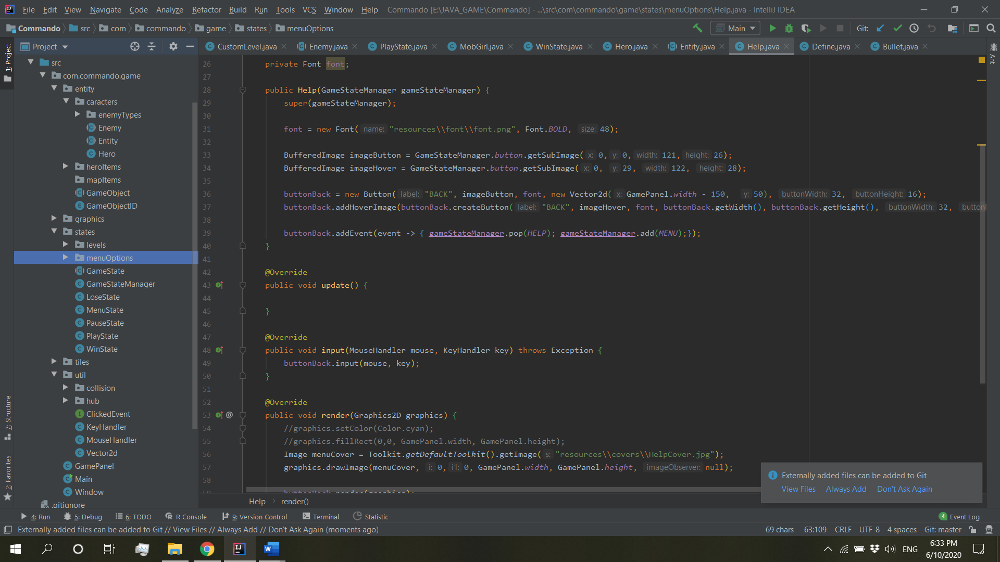 File Edit View Navigate Code Analyze Refactor Build Run Tools VCS Window Help Commando [E:\JAVA_GAME\Commando] - ...\src\com\commando\game\states\menuOptions\Help.java - IntelliJ IDEA
Commando src com commando game states menuOptions Main Git:
Project CustomLevel.java Enemy.java PlayState.java MobGirl.java WinState.java Hero.java Entity.java Help.java Define.java Bullet.java
1: Project
7: Structure
2: Favorites
Ant
src
com.commando.game
entity
caracters
enemyTypes
Enemy
Entity
Hero
heroItems
mapItems
GameObject
GameObjectID
graphics
states
levels
menuOptions
GameState
GameStateManager
LoseState
MenuState
PauseState
PlayState
WinState
tiles
util
collision
hub
ClickedEvent
KeyHandler
MouseHandler
Vector2d
GamePanel
Main
Window
.gitignore
26 private Font font;
27
28 public Help(GameStateManager gameStateManager) {
29 super(gameStateManager);
30
31 font = new Font( name: "resources\\font\\font.png", Font.BOLD, size: 48);
32
33 BufferedImage imageButton = GameStateManager.button.getSubImage( x: 0, y: 0, width: 121, height: 26);
34 BufferedImage imageHover = GameStateManager.button.getSubImage( x: 0, y: 29, width: 122, height: 28);
35
36 buttonBack = new Button( label: "BACK", imageButton, font, new Vector2d( x: GamePanel.width - 150, y: 50), buttonWidth: 32, buttonHeight: 16);
37 buttonBack.addHoverImage(buttonBack.createButton( label: "BACK", imageHover, font, buttonBack.getWidth(), buttonBack.getHeight(), buttonWidth: 32,
38
39 buttonBack.addEvent(event -> { gameStateManager.pop(HELP); gameStateManager.add(MENU);});
40 }
41
42 @Override
43 public void update() {
44
45 }
46
47 @Override
48 public void input(MouseHandler mouse, KeyHandler key) throws Exception {
49 buttonBack.input(mouse, key);
50 }
51
52 @Override
53 @ public void render(Graphics2D graphics) {
54 //graphics.setColor(Color.cyan);
55 //graphics.fillRect(0,0, GamePanel.width, GamePanel.height);
56 Image menuCover = Toolkit.getDefaultToolkit().getImage( s: "resources\\covers\\HelpCover.jpg");
57 graphics.drawImage(menuCover, i: 0, i1: 0, GamePanel.width, GamePanel.height, imageObserver: null);
58
Externally added files can be added to Git
View Files Always Add Don't Ask Again
Help render()
4: Run 5: Debug 6: TODO R Console 9: Version Control Terminal Statistic 4 Event Log
Externally added files can be added to Git // View Files // Always Add // Don't Ask Again (moments ago) 69 chars 63:109 CRLF UTF-8 4 spaces Git: master
ENG
6:33 PM
6/10/2020